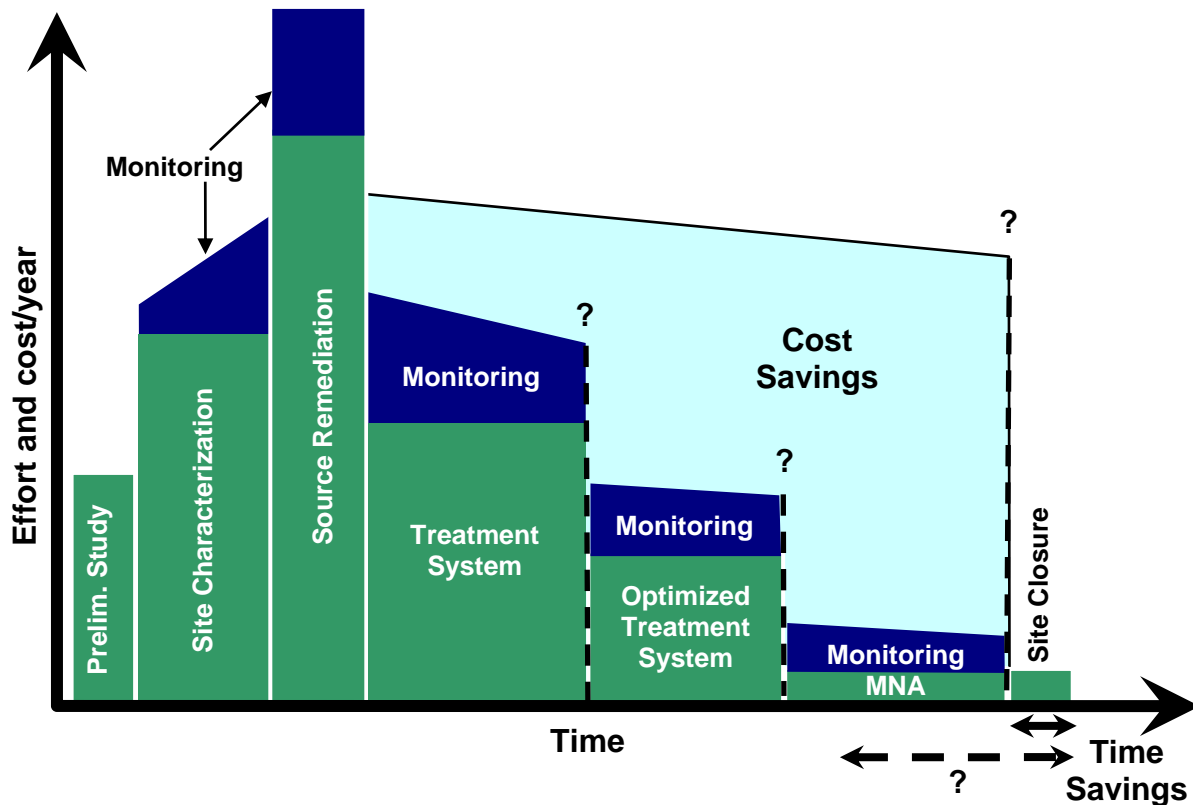 Effort and cost/year
Monitoring
Prelim. Study
Site Characterization
Source Remediation
Monitoring
Treatment
System
?
Monitoring
Optimized
Treatment
System
?
Cost
Savings
Monitoring
MNA
?
Site Closure
Time
?
Time
Savings